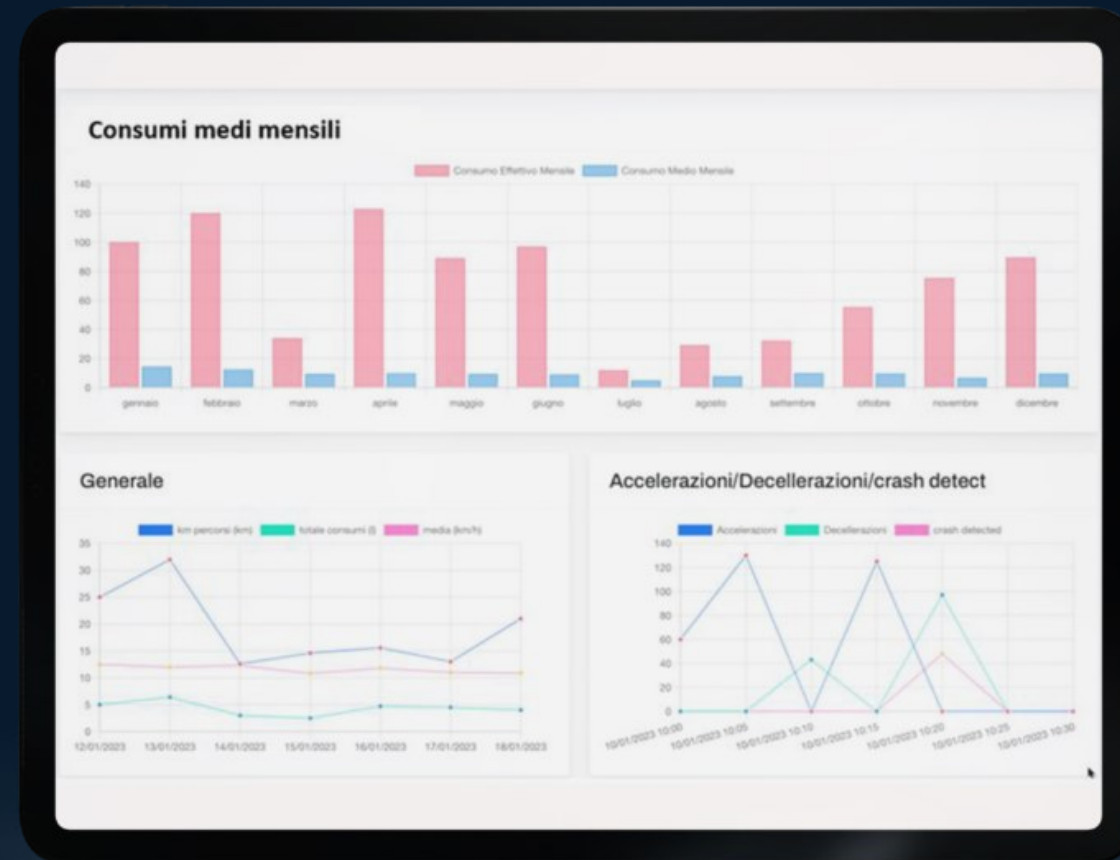 Consumi medi mensili
Consumo Effettivo Mensile Consumo Medio Mensile
140
120
100
80
60
40
20
0
gennaio febbraio marzo aprile maggio giugno luglio agosto settembre ottobre novembre dicembre
Generale
km percorsi (km) totale consumi (l) media (km/h)
35
30
25
20
15
10
5
0
12/01/2023 13/01/2023 14/01/2023 15/01/2023 16/01/2023 17/01/2023 18/01/2023
Accelerazioni/Decellerazioni/crash detect
Accelerazioni Decellerazioni crash detected
140
120
100
80
60
40
20
0
10/01/2023 10:00 10/01/2023 10:05 10/01/2023 10:10 10/01/2023 10:15 10/01/2023 10:20 10/01/2023 10:25 10/01/2023 10:30